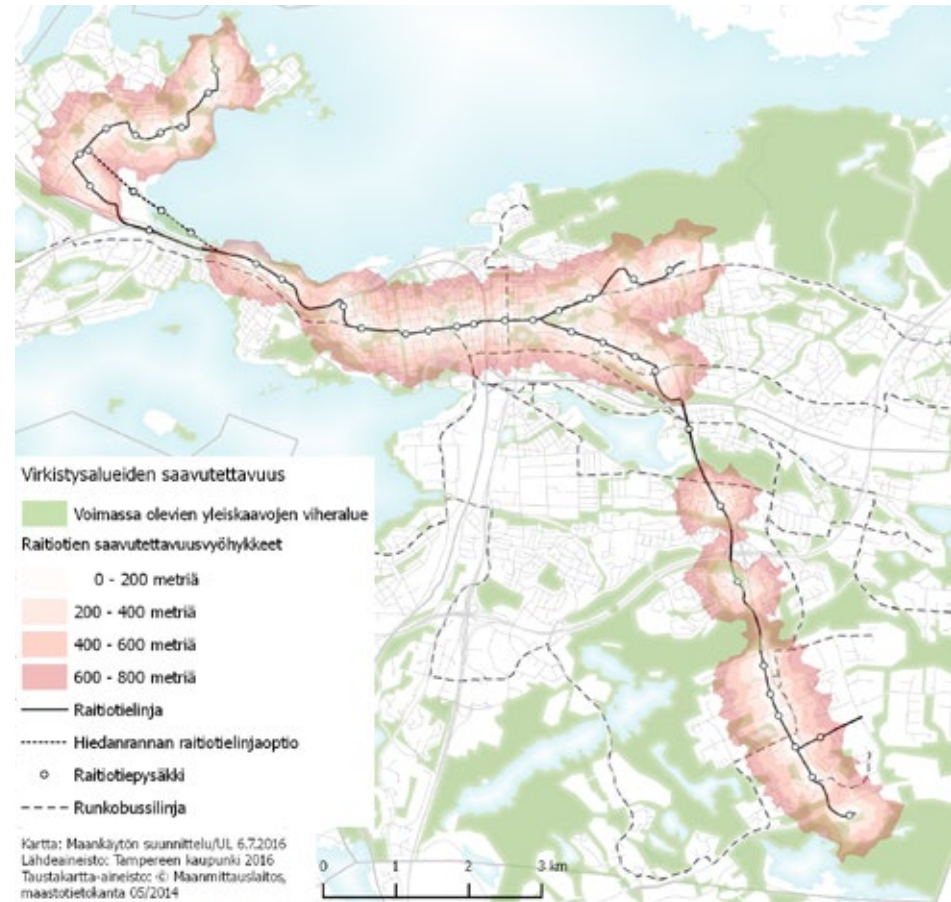 Virkistysalueiden saavutettavuus
Voimassa olevien yleiskaavojen viheralue
Raitiotien saavutettavuusvyöhykkeet
0 - 200 metriä
200 - 400 metriä
400 - 600 metriä
600 - 800 metriä
Raitiotielinja
Hiedanrannan raitiotielinjaoptio
Raitiotiepysäkki
Runkobussilinja
Kartta: Maankäytön suunnittelu/UL 6.7.2016
Lähdeaineisto: Tampereen kaupunki 2016
Taustakartta-aineisto: © Maanmittauslaitos,
maastotietokanta 05/2014
0 1 2 3 km